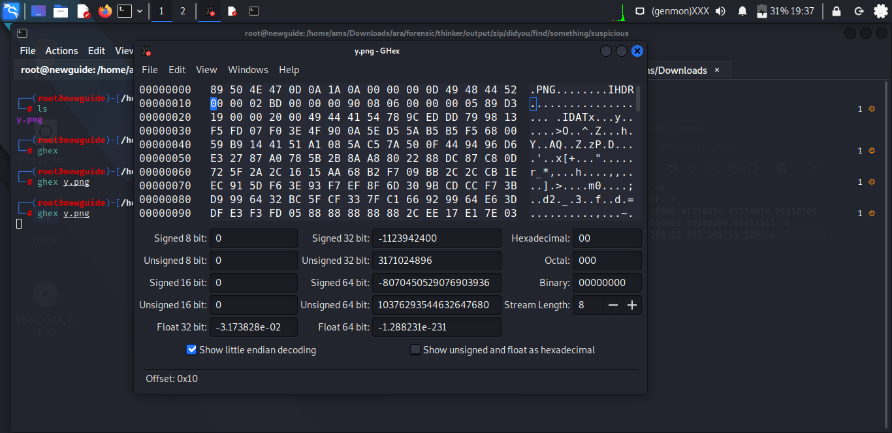 1 2 (genmon)XXX 31% 19:37
root@newguide: /home/ams/Downloads/ara/forensic/thinker/output/zip/didyou/find/something/suspicious
File Actions Edit View
root@newguide: /home/a ns/Downloads ×
y.png - GHex
File Edit View Windows Help
(root㉿newguide)-[/ho
# ls
y.png
(root㉿newguide)-[/ho
# ghex
(root㉿newguide)-[/ho
# ghex y.png
(root㉿newguide)-[/ho
# ghex y.png
1
1
1
1
00000000 89 50 4E 47 0D 0A 1A 0A 00 00 00 0D 49 48 44 52 .PNG........IHDR
00000010 00 00 02 BD 00 00 00 90 08 06 00 00 00 05 89 D3 ................
00000020 19 00 00 20 00 49 44 41 54 78 9C ED DD 79 98 13 ... .IDATx...y..
00000030 F5 FD 07 F0 3E 4F 90 0A 5E D5 5A B5 B5 F5 68 00 ....>O..^.Z...h.
00000040 59 B9 14 41 51 A1 08 5A C5 7A 50 0F 44 94 96 D6 Y..AQ..Z.zP.D...
00000050 E3 27 87 A0 78 5B 2B 8A A8 80 22 88 DC 87 C8 0D .'..x[+...".....
00000060 72 5F 2A 2C 16 15 AA 68 B2 F7 09 BB 2C 2C CB 1E r_*,...h....,,..
00000070 EC 91 5D F6 3E 93 F7 EF 8F 6D 30 9B CD CC F7 3B ..].>....m0....;
00000080 D9 99 64 32 BC 5F CF 33 7F C1 66 92 99 64 E6 3D ..d2._.3..f..d.=
00000090 DF E3 F3 FD 05 88 88 88 88 88 2C EE 17 E1 7E 03 ..........,...~.
Signed 8 bit: 0 Signed 32 bit: -1123942400 Hexadecimal: 00
Unsigned 8 bit: 0 Unsigned 32 bit: 3171024896 Octal: 000
Signed 16 bit: 0 Signed 64 bit: -8070450529076903936 Binary: 00000000
Unsigned 16 bit: 0 Unsigned 64 bit: 10376293544632647680 Stream Length: 8 − +
Float 32 bit: -3.173828e-02 Float 64 bit: -1.288231e-231
Show little endian decoding Show unsigned and float as hexadecimal
Offset: 0x10